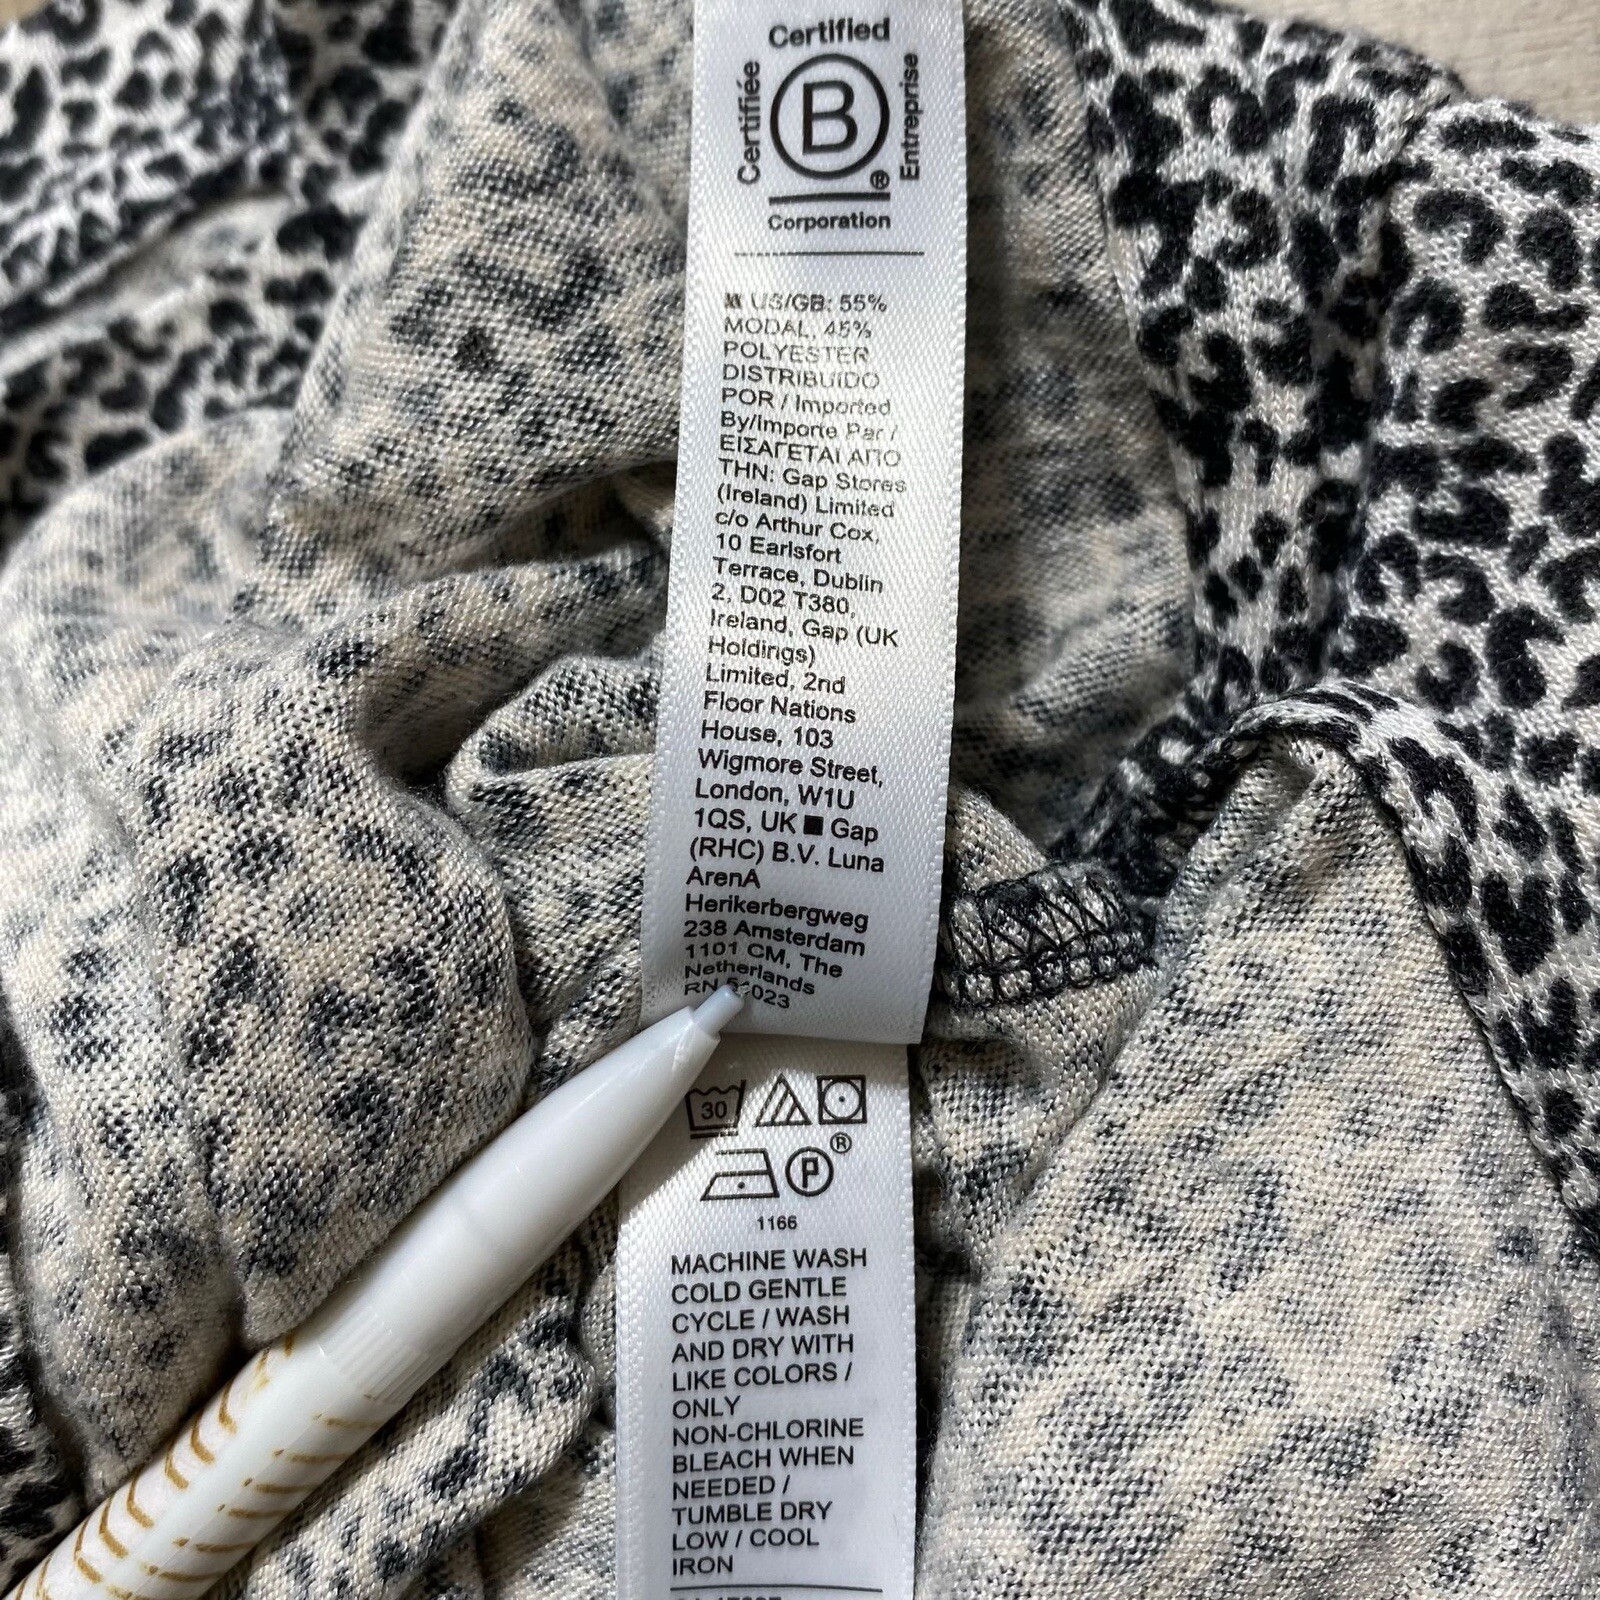 Certified
Certifiée
B
Entreprise
®
Corporation
US/GB: 55%
MODAL, 45%
POLYESTER
DISTRIBUIDO
POR / Imported
By/Importe Par /
ΕΙΣΑΓΕΤΑΙ ΑΠΟ
ΤΗΝ: Gap Stores
(Ireland) Limited
c/o Arthur Cox,
10 Earlsfort
Terrace, Dublin
2, D02 T380,
Ireland, Gap (UK
Holdings)
Limited, 2nd
Floor Nations
House, 103
Wigmore Street,
London, W1U
1QS, UK ■ Gap
(RHC) B.V. Luna
ArenA
Herikerbergweg
238 Amsterdam
1101 CM, The
Netherlands
RN
30
P ®
1166
MACHINE WASH
COLD GENTLE
CYCLE / WASH
AND DRY WITH
LIKE COLORS /
ONLY
NON-CHLORINE
BLEACH WHEN
NEEDED /
TUMBLE DRY
LOW / COOL
IRON